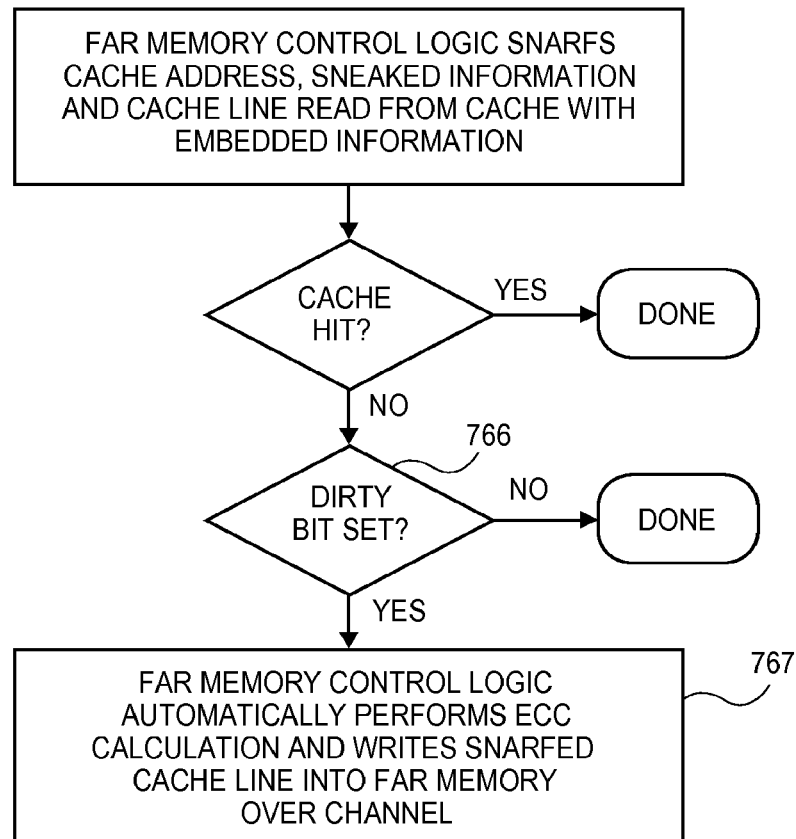 FAR MEMORY CONTROL LOGIC SNARFS
CACHE ADDRESS, SNEAKED INFORMATION
AND CACHE LINE READ FROM CACHE WITH
EMBEDDED INFORMATION
CACHE
HIT?
YES
DONE
NO
766
DIRTY
BIT SET?
NO
DONE
YES
767
FAR MEMORY CONTROL LOGIC
AUTOMATICALLY PERFORMS ECC
CALCULATION AND WRITES SNARFED
CACHE LINE INTO FAR MEMORY
OVER CHANNEL